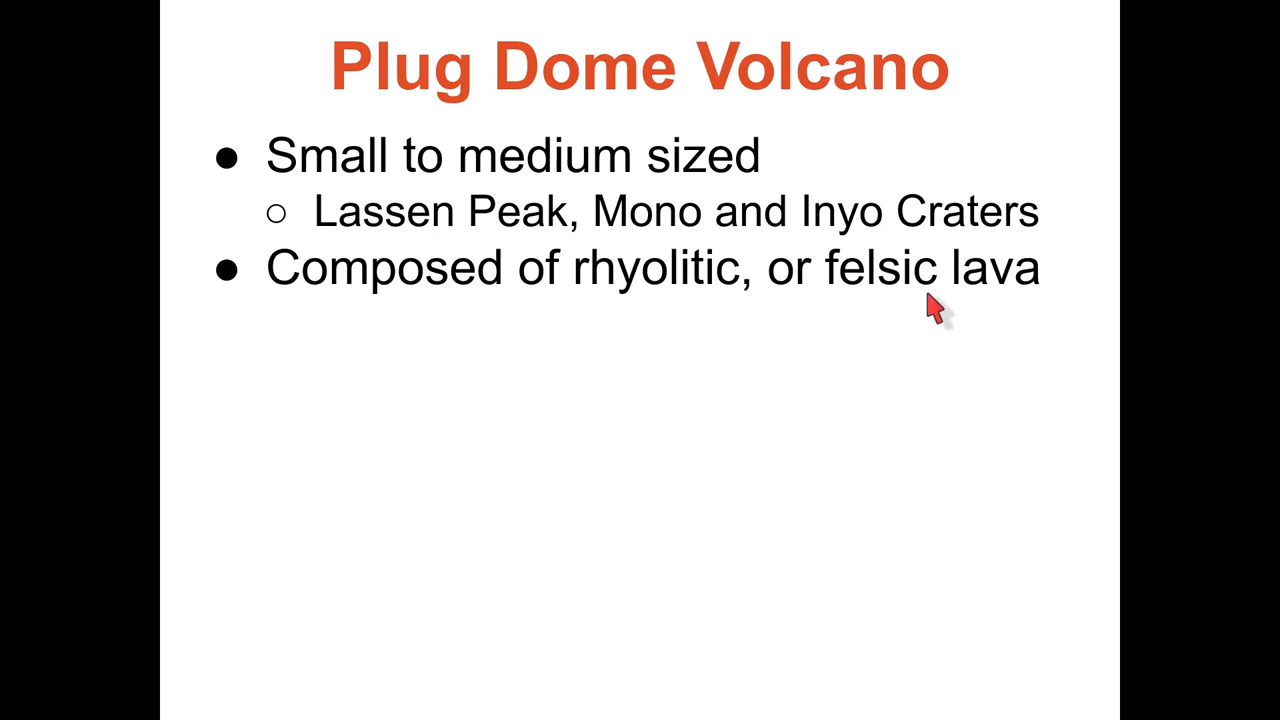 Plug Dome Volcano
● Small to medium sized
○ Lassen Peak, Mono and Inyo Craters
● Composed of rhyolitic, or felsic lava